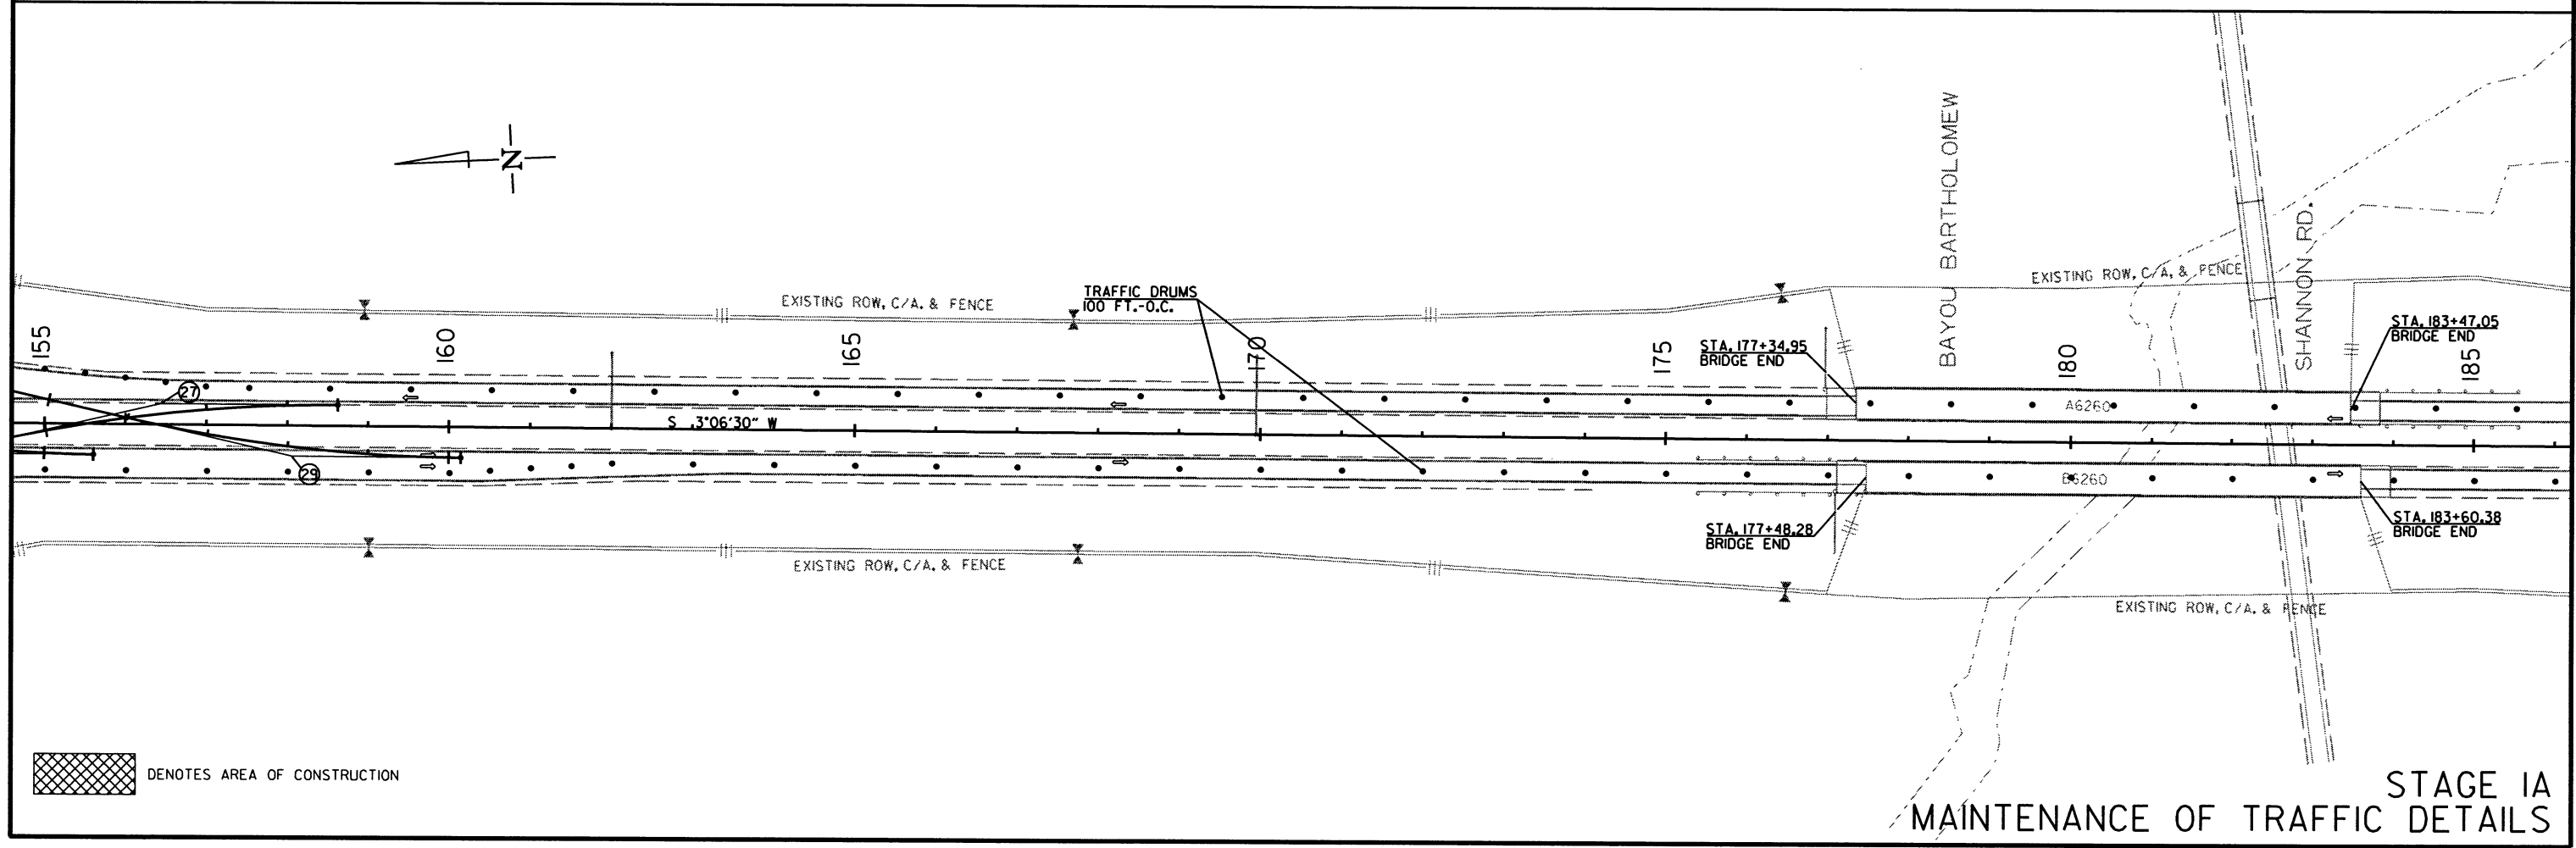 N
BAYOU BARTHOLOMEW
SHANNON RD.
EXISTING ROW, C/A, & FENCE
TRAFFIC DRUMS
100 FT.-O.C.
EXISTING ROW, C/A, & FENCE
155
160
165
170
175
180
185
STA. 177+34.95
BRIDGE END
STA. 183+47.05
BRIDGE END
27
A6260
S 3°06'30" W
29
B6260
STA. 177+48.28
BRIDGE END
STA. 183+60.38
BRIDGE END
EXISTING ROW, C/A, & FENCE
EXISTING ROW, C/A, & FENCE
DENOTES AREA OF CONSTRUCTION
STAGE 1A
MAINTENANCE OF TRAFFIC DETAILS